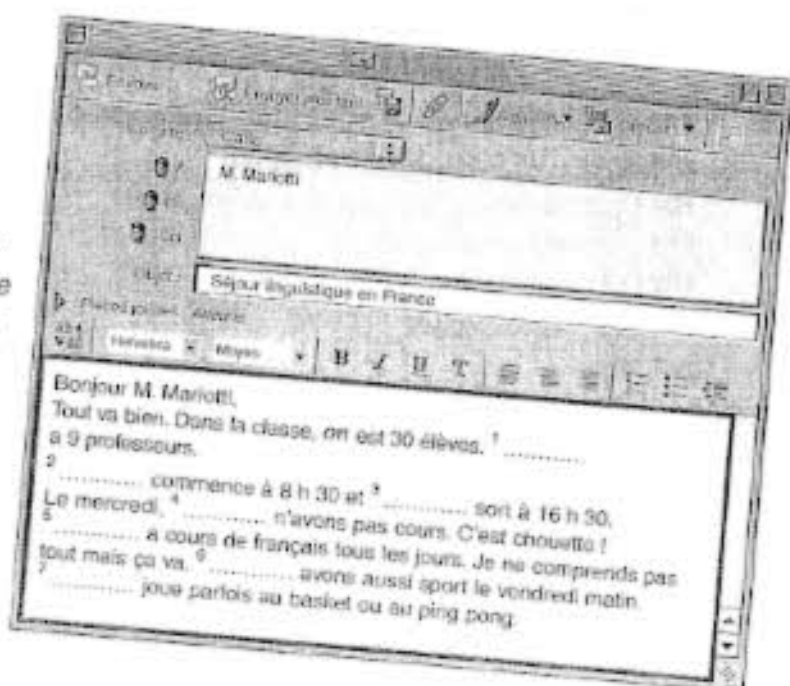 M. Mariotti
Objet :
Séjour linguistique en France
Helvetica Moyen B I U T
Bonjour M. Mariotti,
Tout va bien. Dans la classe, on est 30 élèves. 1 ............
a 9 professeurs.
2 ............ commence à 8 h 30 et 3 ............ sort à 16 h 30.
Le mercredi, 4 ............ n'avons pas cours. C'est chouette !
5 ............ a cours de français tous les jours. Je ne comprends pas
tout mais ça va. 6 ............ avons aussi sport le vendredi matin.
7 ............ joue parfois au basket ou au ping pong.
e